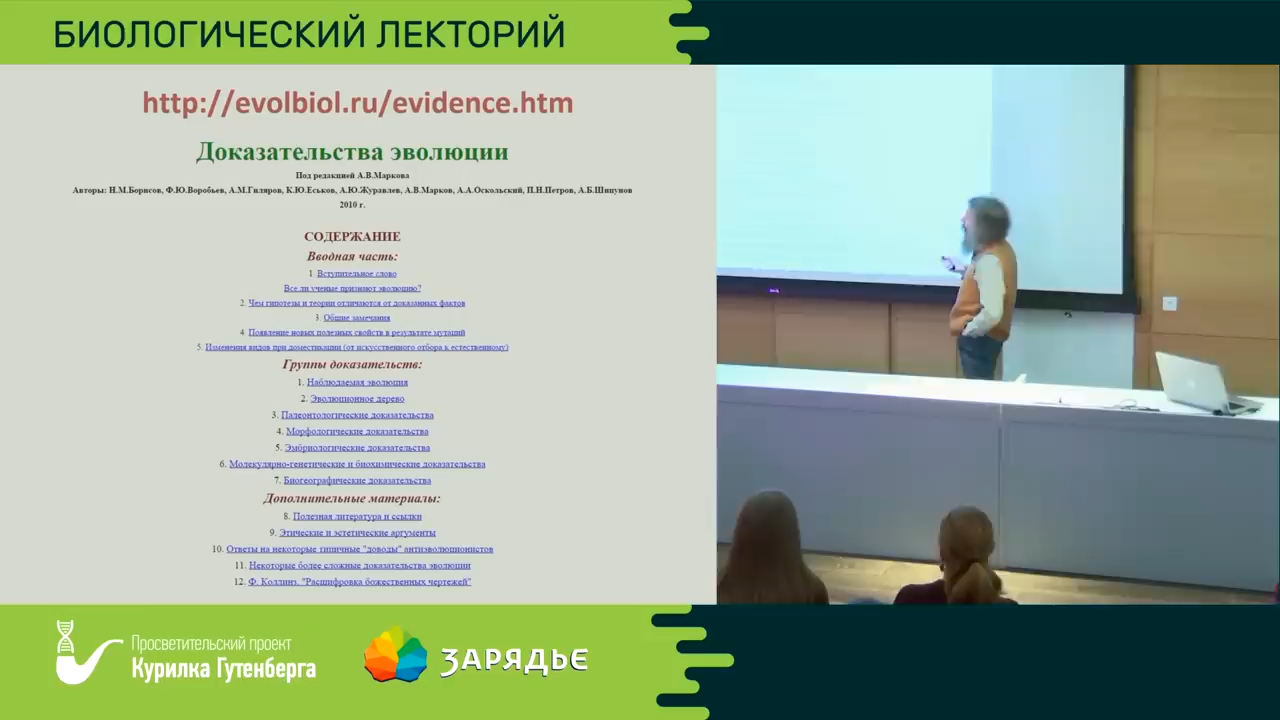 БИОЛОГИЧЕСКИЙ ЛЕКТОРИЙ
http://evolbiol.ru/evidence.htm
Доказательства эволюции
Под редакцией А.В.Маркова
Авторы: Н.М.Борисов, Ф.Ю.Воробьев, А.М.Гиляров, К.Ю.Еськов, А.Ю.Журавлев, А.В.Марков, А.А.Оскольский, П.Н.Петров, А.Б.Шипунов
2010 г.
СОДЕРЖАНИЕ
Вводная часть:
1. Вступительное слово
Все ли ученые признают эволюцию?
2. Чем гипотезы и теории отличаются от доказанных фактов
3. Общие замечания
4. Появление новых полезных свойств в результате мутаций
5. Изменения видов при доместикации (от искусственного отбора к естественному)
Группы доказательств:
1. Наблюдаемая эволюция
2. Эволюционное дерево
3. Палеонтологические доказательства
4. Морфологические доказательства
5. Эмбриологические доказательства
6. Молекулярно-генетические и биохимические доказательства
7. Биогеографические доказательства
Дополнительные материалы:
8. Полезная литература и ссылки
9. Этические и эстетические аргументы
10. Ответы на некоторые типичные "доводы" антиэволюционистов
11. Некоторые более сложные доказательства эволюции
12. Ф. Коллинз. "Расшифровка божественных чертежей"
Просветительский проект
Курилка Гутенберга
ЗАРЯДЬЕ